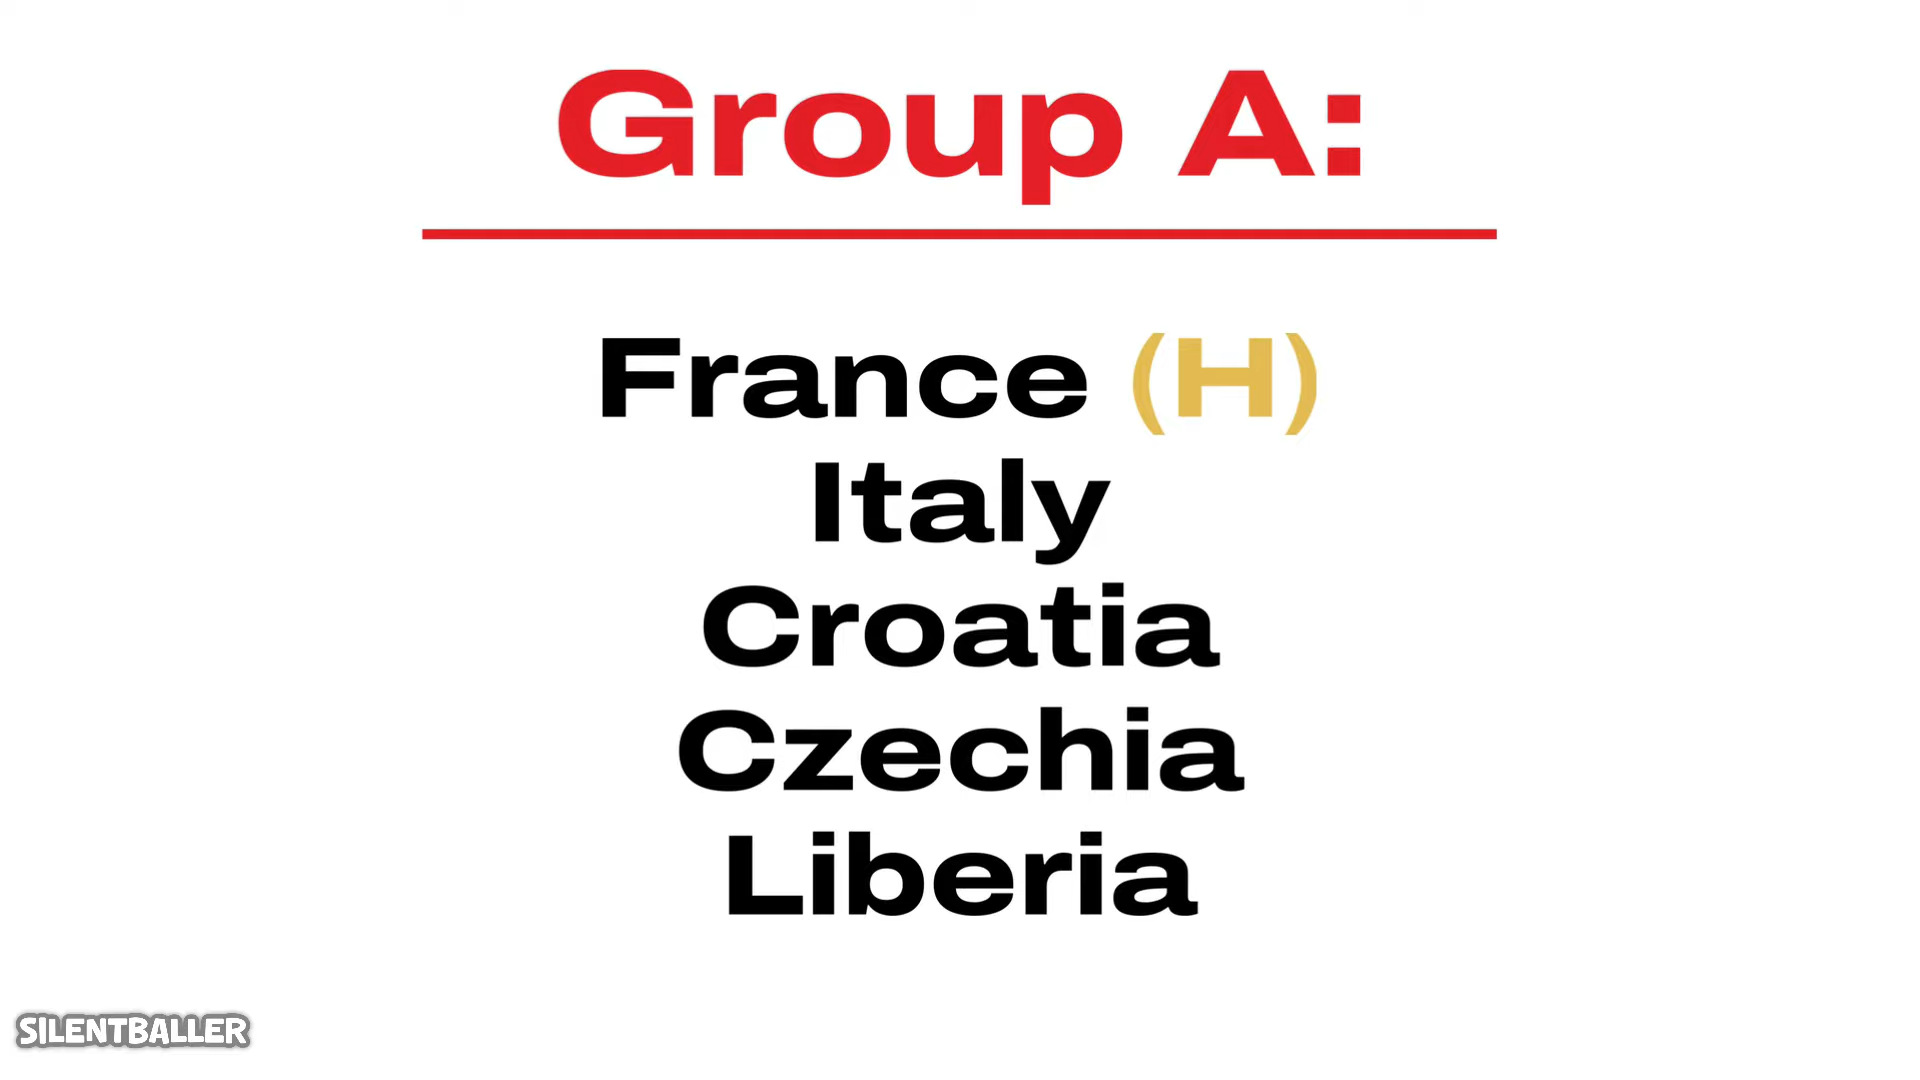 Group A:
France (H)
Italy
Croatia
Czechia
Liberia
SILENTBALLER